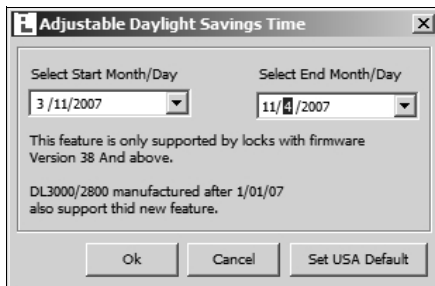 Adjustable Daylight Savings Time
Select Start Month/Day Select End Month/Day
3 /11/2007 11/ 4 /2007
This feature is only supported by locks with firmware
Version 38 And above.
DL3000/2800 manufactured after 1/01/07
also support thid new feature.
Ok Cancel Set USA Default